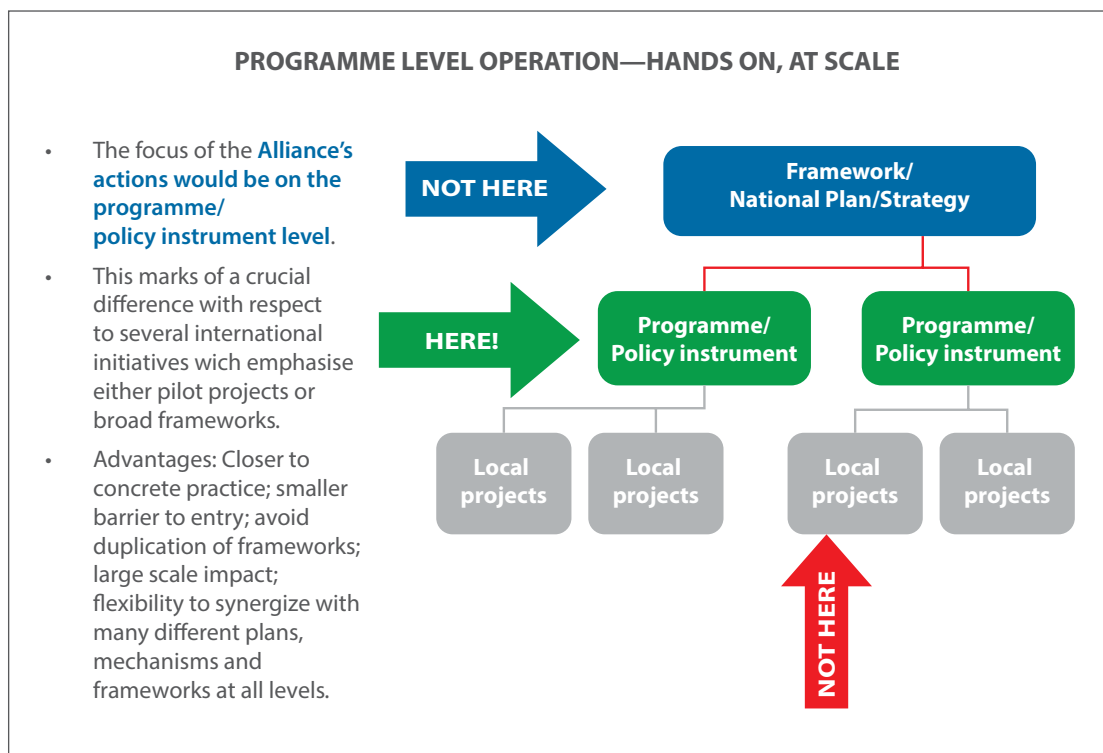 PROGRAMME LEVEL OPERATION—HANDS ON, AT SCALE
• The focus of the Alliance’s
actions would be on the
programme/
policy instrument level.
• This marks of a crucial
difference with respect
to several international
initiatives wich emphasise
either pilot projects or
broad frameworks.
• Advantages: Closer to
concrete practice; smaller
barrier to entry; avoid
duplication of frameworks;
large scale impact;
flexibility to synergize with
many different plans,
mechanisms and
frameworks at all levels.
NOT HERE
Framework/
National Plan/Strategy
HERE!
Programme/
Policy instrument
Programme/
Policy instrument
Local
projects
Local
projects
Local
projects
Local
projects
NOT HERE